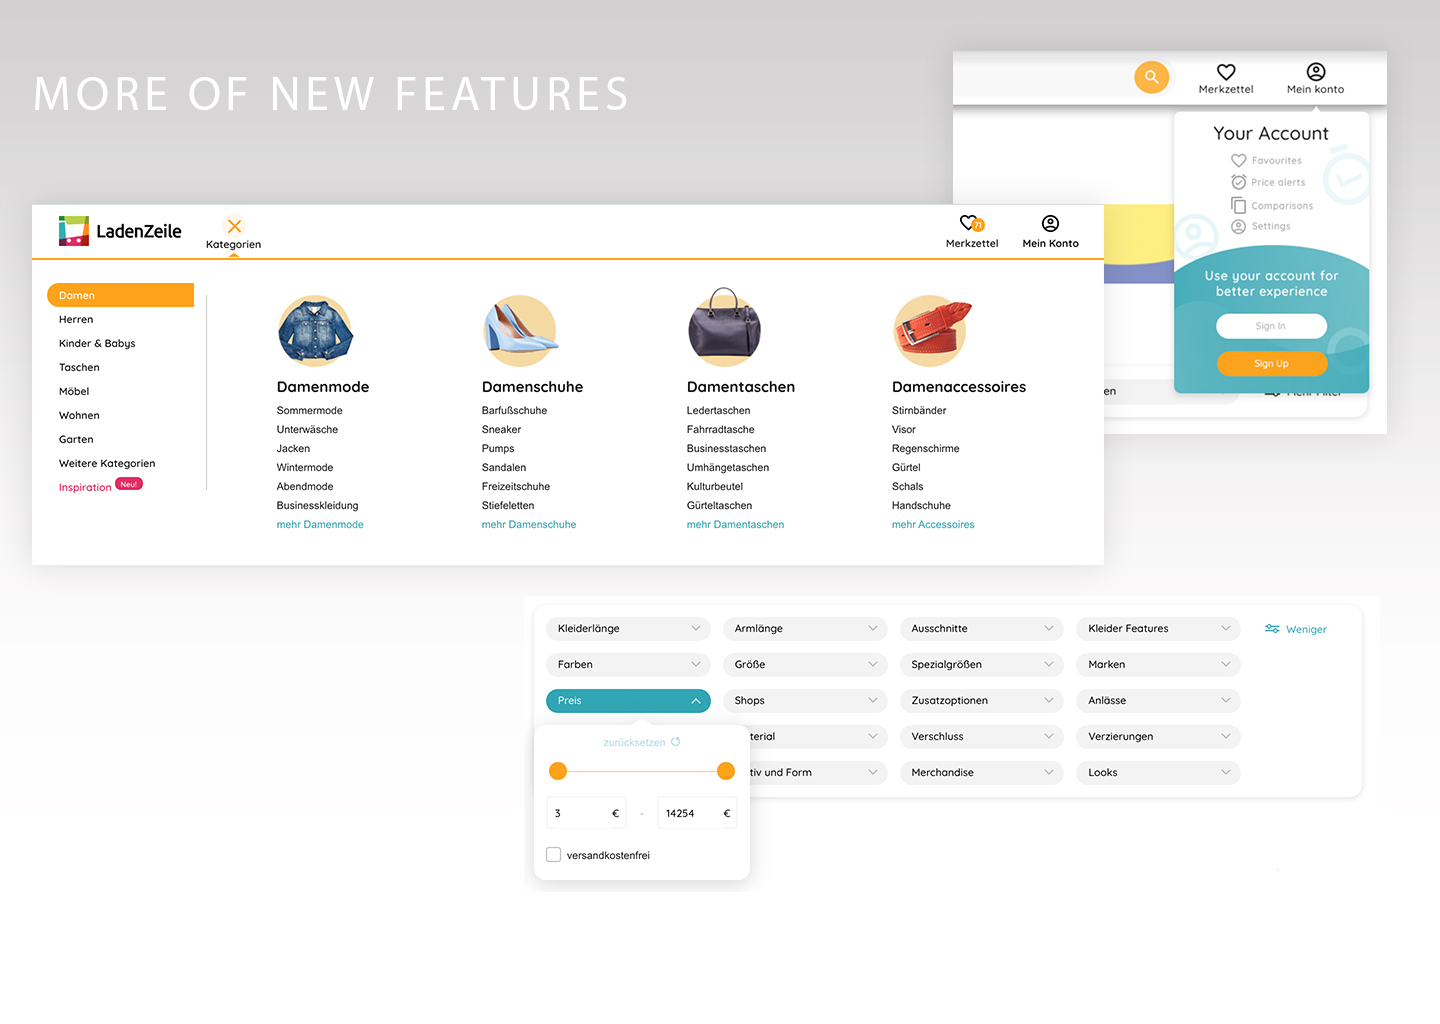 MORE OF NEW FEATURES
Merkzettel
Mein konto
Your Account
Favourites
Price alerts
Comparisons
Settings
Use your account for
better experience
Sign In
Sign Up
LadenZeile
Kategorien
71
Merkzettel
Mein Konto
Damen
Herren
Kinder & Babys
Taschen
Möbel
Wohnen
Garten
Weitere Kategorien
Inspiration Neu!
Damenmode
Sommermode
Unterwäsche
Jacken
Wintermode
Abendmode
Businesskleidung
mehr Damenmode
Damenschuhe
Barfußschuhe
Sneaker
Pumps
Sandalen
Freizeitschuhe
Stiefeletten
mehr Damenschuhe
Damentaschen
Ledertaschen
Fahrradtasche
Businesstaschen
Umhängetaschen
Kulturbeutel
Gürteltaschen
mehr Damentaschen
Damenaccessoires
Stirnbänder
Visor
Regenschirme
Gürtel
Schals
Handschuhe
mehr Accessoires
Kleiderlänge Armlänge Ausschnitte Kleider Features Weniger
Farben Größe Spezialgrößen Marken
Preis Shops Zusatzoptionen Anlässe
terial Verschluss Verzierungen
tiv und Form Merchandise Looks
zurücksetzen
3 € - 14254 €
versandkostenfrei